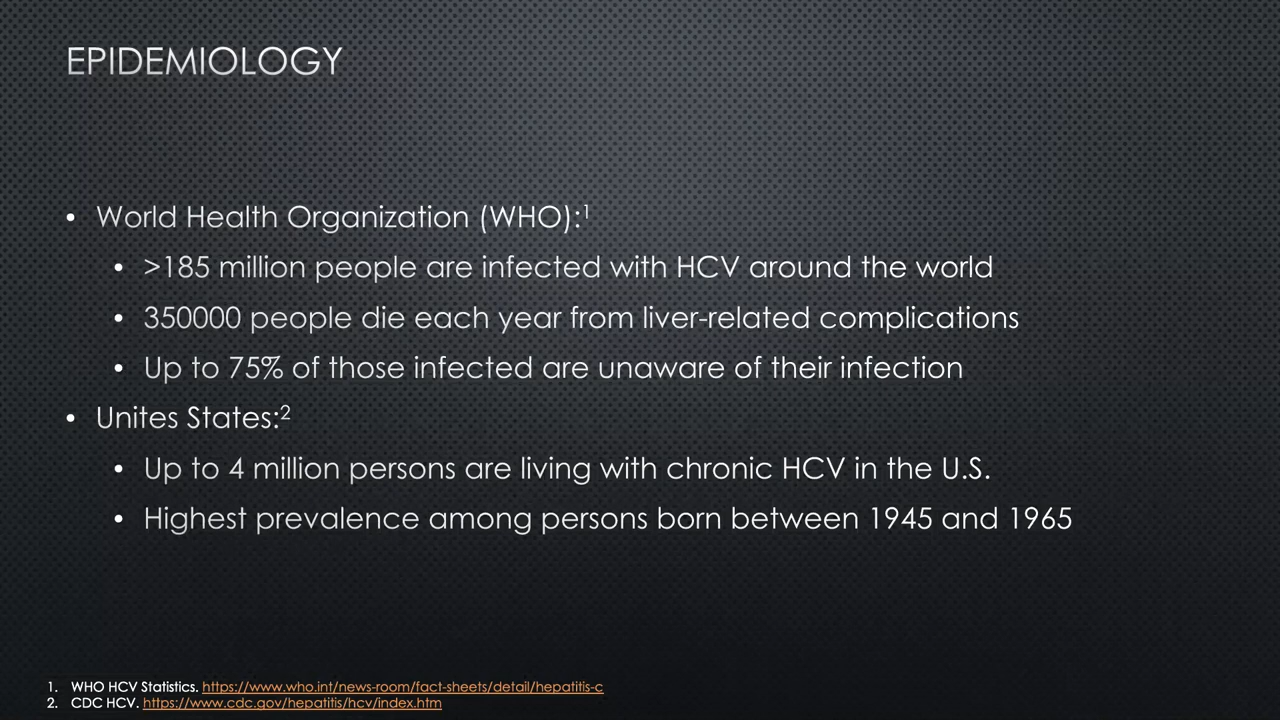 EPIDEMIOLOGY
• World Health Organization (WHO):¹
• >185 million people are infected with HCV around the world
• 350000 people die each year from liver-related complications
• Up to 75% of those infected are unaware of their infection
• Unites States:²
• Up to 4 million persons are living with chronic HCV in the U.S.
• Highest prevalence among persons born between 1945 and 1965
1. WHO HCV Statistics. https://www.who.int/news-room/fact-sheets/detail/hepatitis-c
2. CDC HCV. https://www.cdc.gov/hepatitis/hcv/index.htm